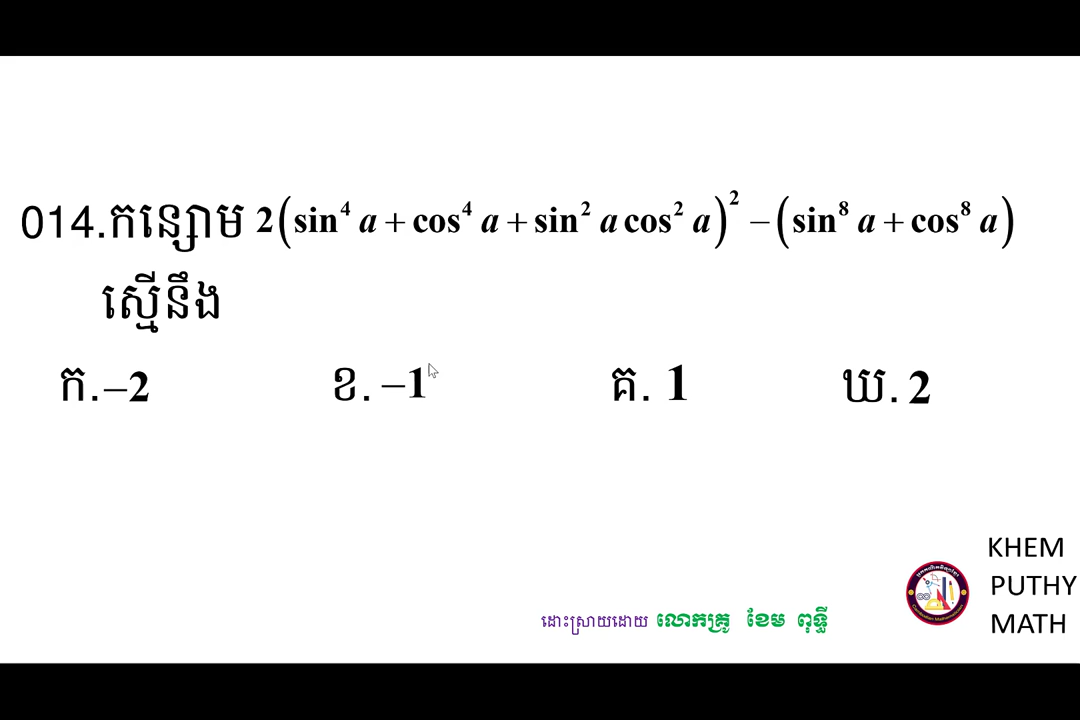 014.កន្សោម 2(sin⁴ a + cos⁴ a + sin² a cos² a)² − (sin⁸ a + cos⁸ a)
ស្មើនឹង
ក. −2 ខ. −1 គ. 1 ឃ. 2
KHEM
PUTHY
MATH
ដោះស្រាយដោយ លោកគ្រូ ខែម ពុទ្ធី